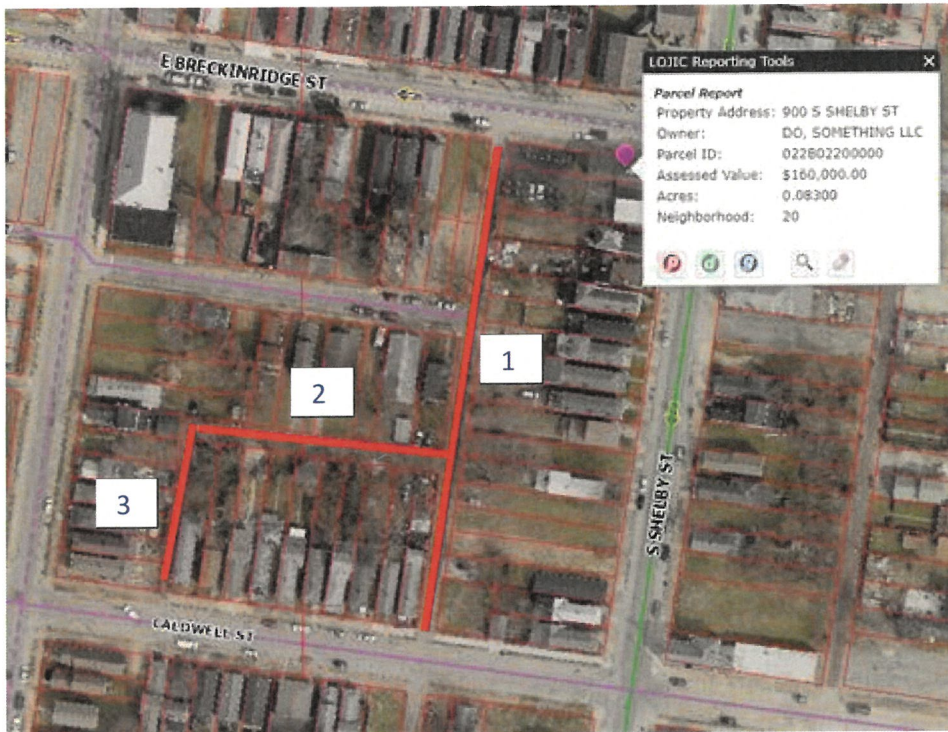 E BRECKINRIDGE ST
LOJIC Reporting Tools
Parcel Report
Property Address: 900 S SHELBY ST
Owner: DO, SOMETHING LLC
Parcel ID: 022B02200000
Assessed Value: $160,000.00
Acres: 0.08300
Neighborhood: 20
1
2
3
S SHELBY ST
CALDWELL ST